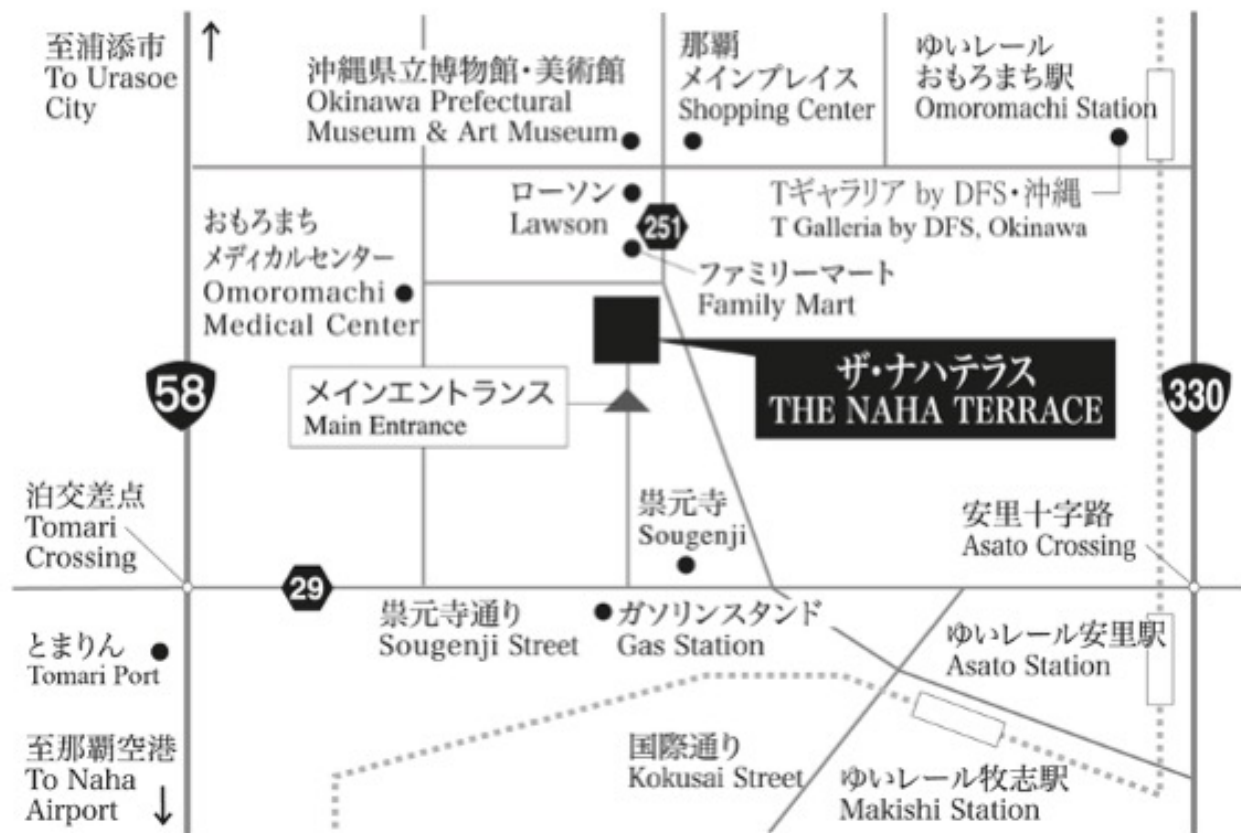 至浦添市
To Urasoe
City
沖縄県立博物館・美術館
Okinawa Prefectural
Museum & Art Museum
那覇
メインプレイス
Shopping Center
ゆいレール
おもろまち駅
Omoromachi Station
ローソン
Lawson
251
Tギャラリア by DFS・沖縄
T Galleria by DFS, Okinawa
おもろまち
メディカルセンター
Omoromachi
Medical Center
ファミリーマート
Family Mart
58
メインエントランス
Main Entrance
ザ・ナハテラス
THE NAHA TERRACE
330
泊交差点
Tomari
Crossing
崇元寺
Sougenji
安里十字路
Asato Crossing
29
崇元寺通り
Sougenji Street
ガソリンスタンド
Gas Station
とまりん
Tomari Port
ゆいレール安里駅
Asato Station
至那覇空港
To Naha
Airport
国際通り
Kokusai Street
ゆいレール牧志駅
Makishi Station